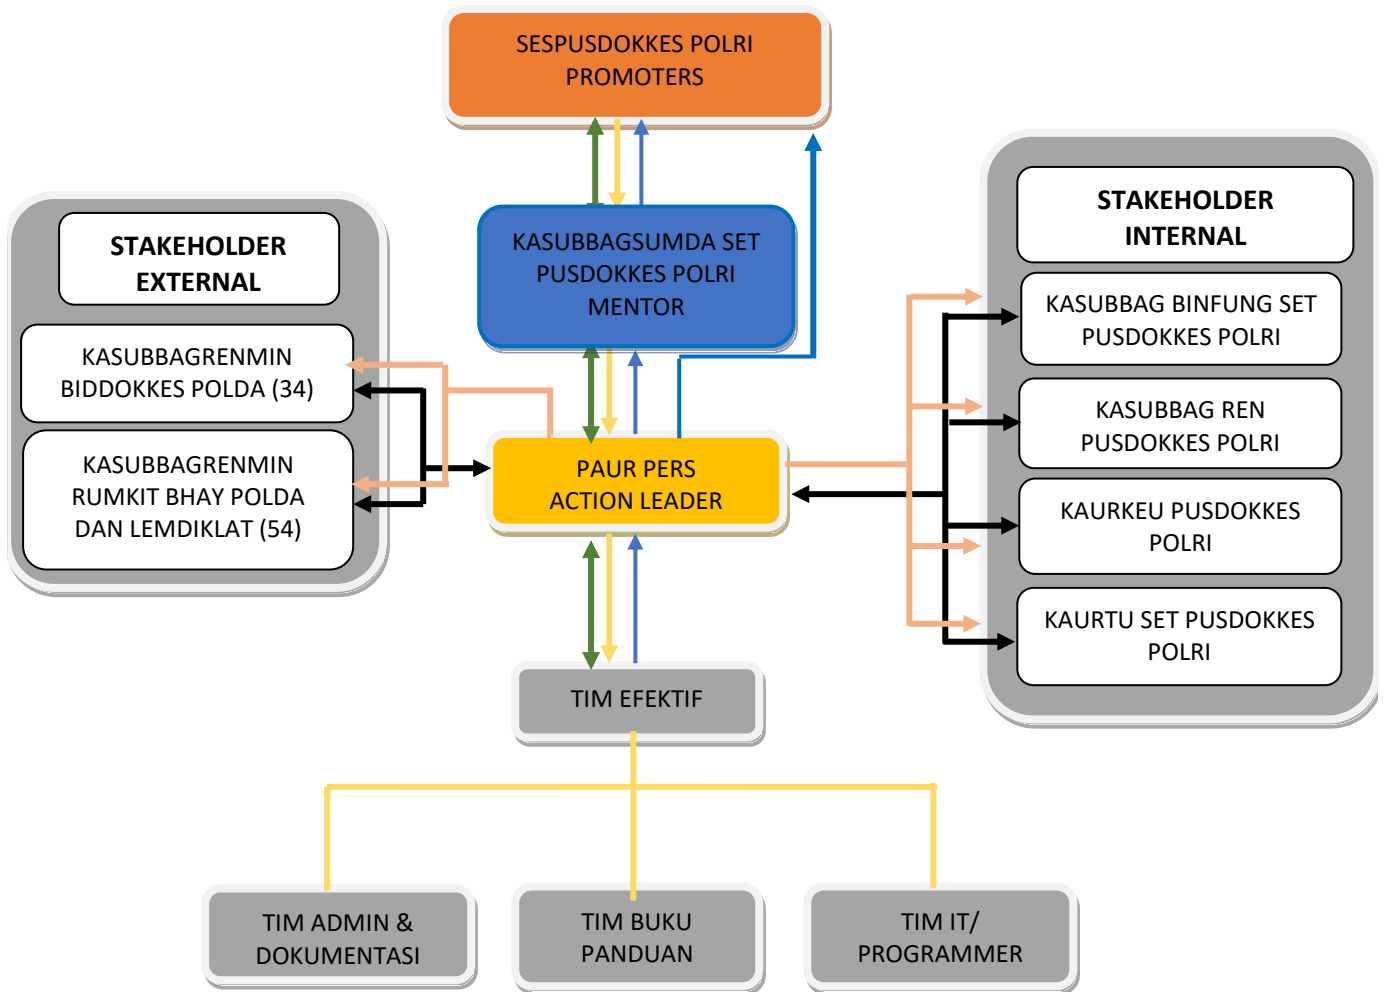 SESPUSDOKKES POLRI
PROMOTERS
KASUBBAGSUMDA SET
PUSDOKKES POLRI
MENTOR
STAKEHOLDER
EXTERNAL
KASUBBAGRENMIN
BIDDOKKES POLDA (34)
KASUBBAGRENMIN
RUMKIT BHAY POLDA
DAN LEMDIKLAT (54)
PAUR PERS
ACTION LEADER
STAKEHOLDER
INTERNAL
KASUBBAG BINFUNG SET
PUSDOKKES POLRI
KASUBBAG REN
PUSDOKKES POLRI
KAURKEU PUSDOKKES
POLRI
KAURTU SET PUSDOKKES
POLRI
TIM EFEKTIF
TIM ADMIN &
DOKUMENTASI
TIM BUKU
PANDUAN
TIM IT/
PROGRAMMER